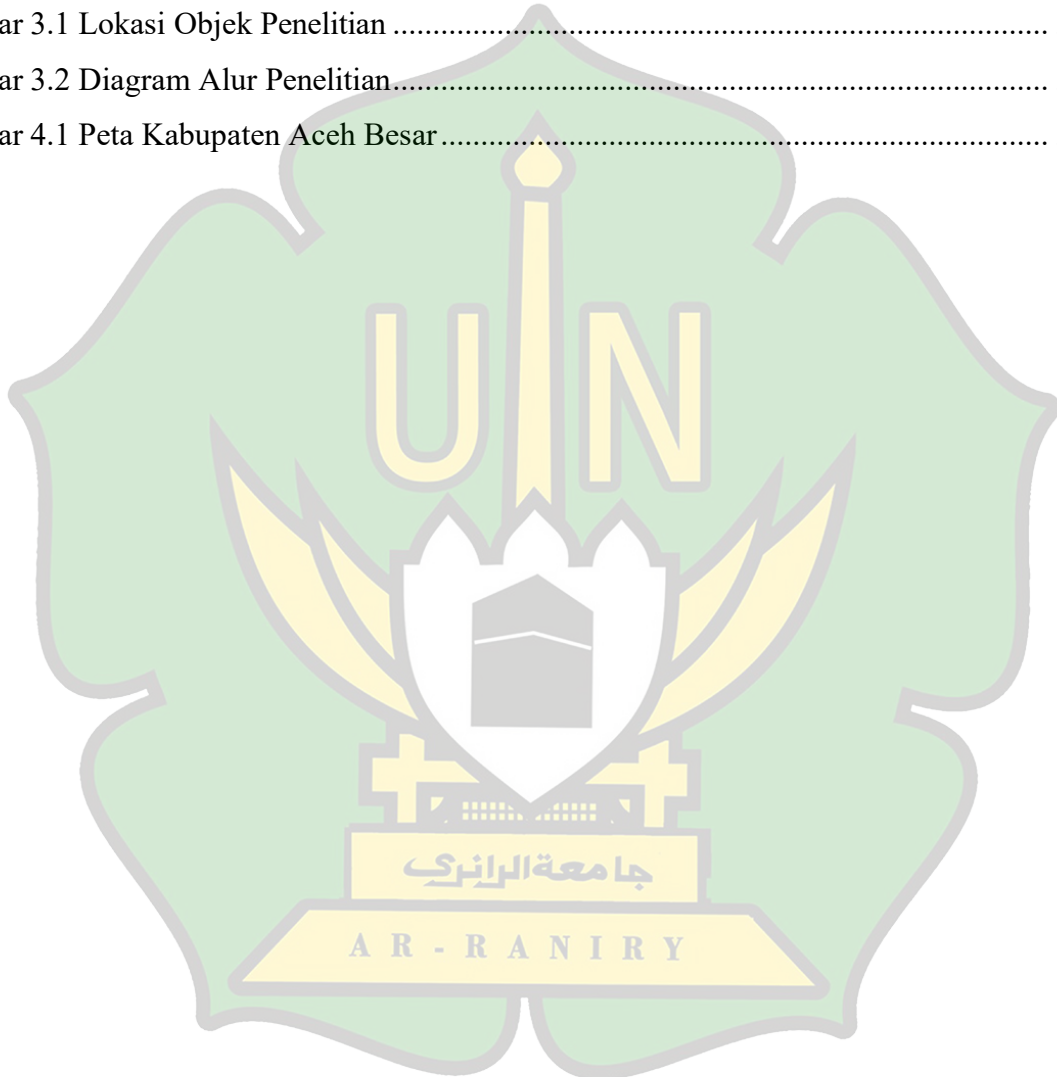 ar 3.1 Lokasi Objek Penelitian ....................................................................................
ar 3.2 Diagram Alur Penelitian....................................................................................
ar 4.1 Peta Kabupaten Aceh Besar ..............................................................................
UIN
جامعةالرانري
AR-RANIRY